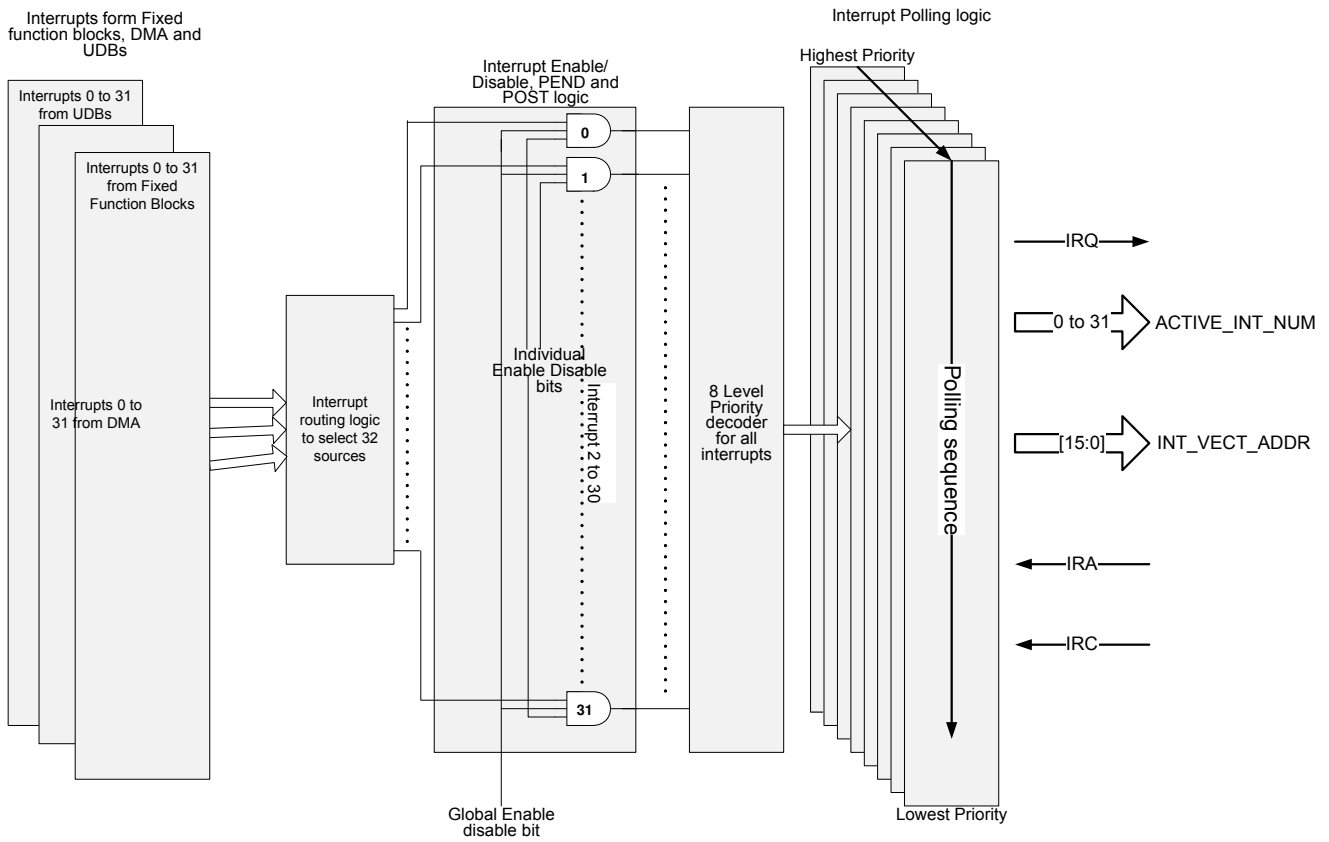 Interrupts form Fixed
function blocks, DMA and
UDBs
Interrupts 0 to 31
from UDBs
Interrupts 0 to 31
from Fixed
Function Blocks
Interrupts 0 to
31 from DMA
Interrupt
routing logic
to select 32
sources
Interrupt Enable/
Disable, PEND and
POST logic
0
1
Individual
Enable Disable
bits
Interrupt 2 to 30
31
Global Enable
disable bit
8 Level
Priority
decoder
for all
interrupts
Interrupt Polling logic
Highest Priority
Polling sequence
Lowest Priority
IRQ
0 to 31
ACTIVE_INT_NUM
[15:0]
INT_VECT_ADDR
IRA
IRC